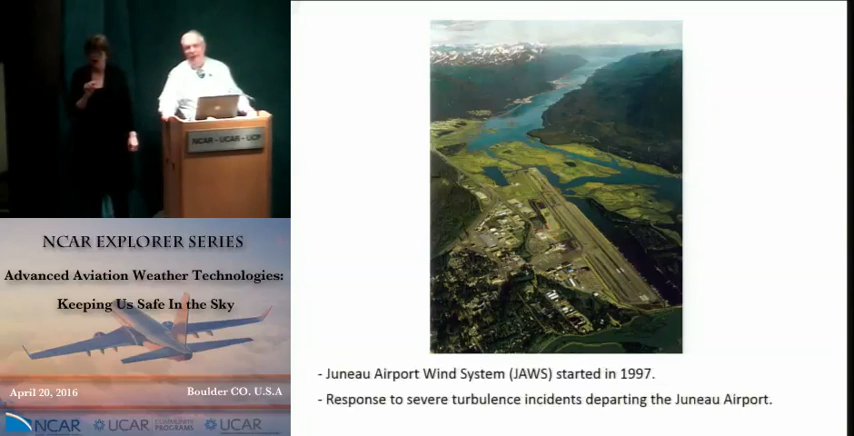 NCAR - UCAR - UCP
NCAR EXPLORER SERIES
Advanced Aviation Weather Technologies:
Keeping Us Safe In the Sky
April 20, 2016
Boulder CO. U.S.A
NCAR
UCAR
COMMUNITY
PROGRAMS
UCAR
- Juneau Airport Wind System (JAWS) started in 1997.
- Response to severe turbulence incidents departing the Juneau Airport.